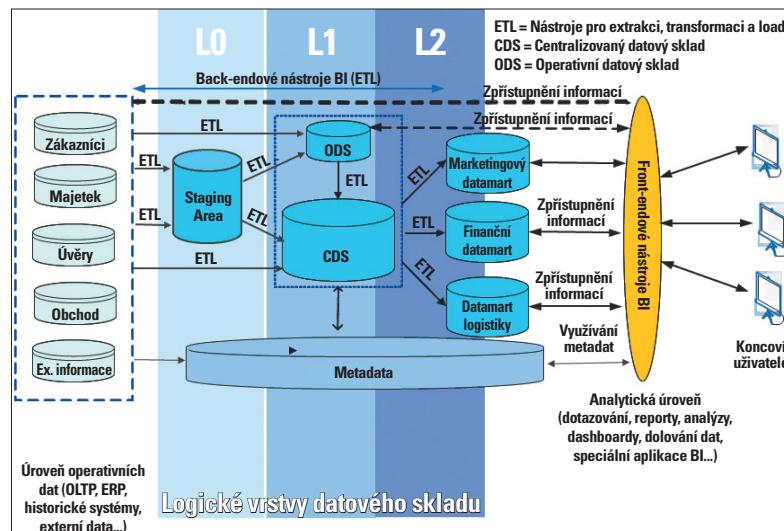 L0
L1
L2
ETL = Nástroje pro extrakci, transformaci a load
CDS = Centralizovaný datový sklad
ODS = Operativní datový sklad
Back-endové nástroje BI (ETL)
Zpřístupnění informací
Zpřístupnění informací
Zákazníci
Majetek
Úvěry
Obchod
Ex. informace
ETL
ETL
ETL
ETL
Staging
Area
ETL
ETL
ODS
ETL
CDS
ETL
ETL
ETL
Marketingový
datamart
Finanční
datamart
Datamart
logistiky
Zpřístupnění
informací
Zpřístupnění
informací
Využívání
metadat
Metadata
Front-endové nástroje BI
Koncoví
uživatelé
Analytická úroveň
(dotazování, reporty, analýzy,
dashboardy, dolování dat,
speciální aplikace BI...)
Úroveň operativních
dat (OLTP, ERP,
historické systémy,
externí data...)
Logické vrstvy datového skladu